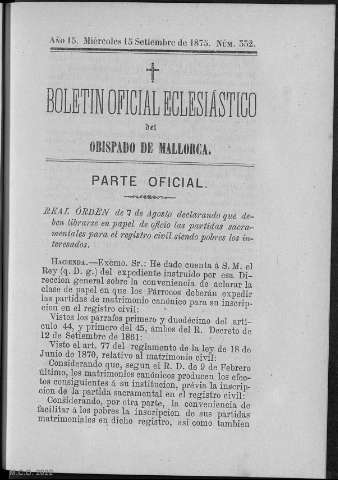 AÑO 15. Miércoles 15 Setiembre de 1875. NÚM. 352.
BOLETIN OFICIAL ECLESIÁSTICO
del
OBISPADO DE MALLORCA.
PARTE OFICIAL.
REAL ÓRDEN de 7 de Agosto declarando que de-
ben librarse en papel de oficio las partidas sacra-
mentales para el registro civil siendo pobres los in-
teresados.
HACIENDA.—Excmo. Sr.: He dado cuenta á S. M. el
Rey (q. D. g.) del expediente instruido por esa Di-
reccion general sobre la conveniencia de aclarar la
clase de papel en que los Párrocos deberán expedir
las partidas de matrimonio canónico para su inscrip-
cion en el registro civil:
Vistos los párrafos primero y duodécimo del artí-
culo 44, y primero del 45, ámbos del R. Decreto de
12 de Setiembre de 1861:
Visto el art. 77 del reglamento de la ley de 18 de
Junio de 1870, relativo al matrimonio civil:
Considerando que, segun el R. D. de 9 de Febrero
último, los matrimonios canónicos producen los efec-
tos consiguientes á su institucion, prévia la inscrip-
cion de la partida sacramental en el registro civil:
Considerando, por otra parte, la conveniencia de
facilitar á los pobres la inscripcion de sus partidas
matrimoniales en dicho registro, así como tambien